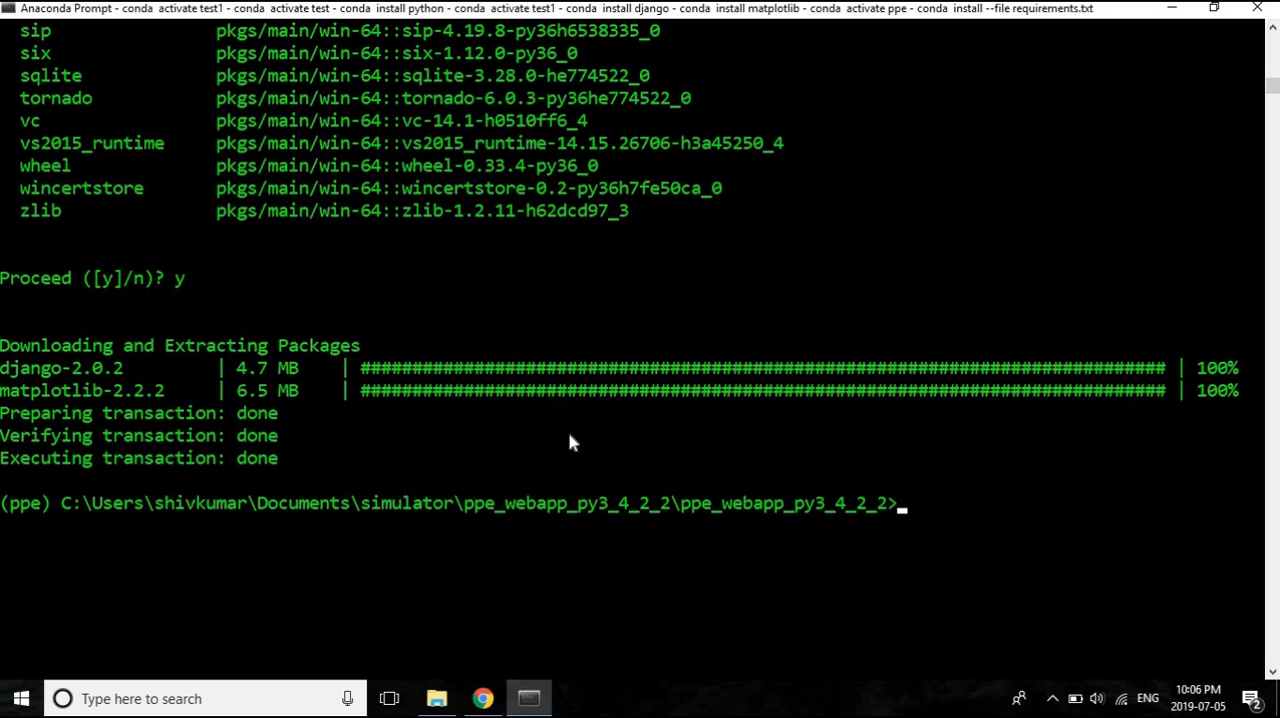 Anaconda Prompt - conda  activate test1 - conda  activate test - conda  install python - conda  activate test1 - conda  install django - conda  install matplotlib - conda  activate ppe - conda  install --file requirements.txt
sip                pkgs/main/win-64::sip-4.19.8-py36h6538335_0
six                pkgs/main/win-64::six-1.12.0-py36_0
sqlite             pkgs/main/win-64::sqlite-3.28.0-he774522_0
tornado            pkgs/main/win-64::tornado-6.0.3-py36he774522_0
vc                 pkgs/main/win-64::vc-14.1-h0510ff6_4
vs2015_runtime     pkgs/main/win-64::vs2015_runtime-14.15.26706-h3a45250_4
wheel              pkgs/main/win-64::wheel-0.33.4-py36_0
wincertstore       pkgs/main/win-64::wincertstore-0.2-py36h7fe50ca_0
zlib               pkgs/main/win-64::zlib-1.2.11-h62dcd97_3
Proceed ([y]/n)? y
Downloading and Extracting Packages
django-2.0.2         | 4.7 MB    | ############################################################################## | 100%
matplotlib-2.2.2     | 6.5 MB    | ############################################################################## | 100%
Preparing transaction: done
Verifying transaction: done
Executing transaction: done
(ppe) C:\Users\shivkumar\Documents\simulator\ppe_webapp_py3_4_2_2\ppe_webapp_py3_4_2_2>_
Type here to search
ENG
10:06 PM
2019-07-05
2